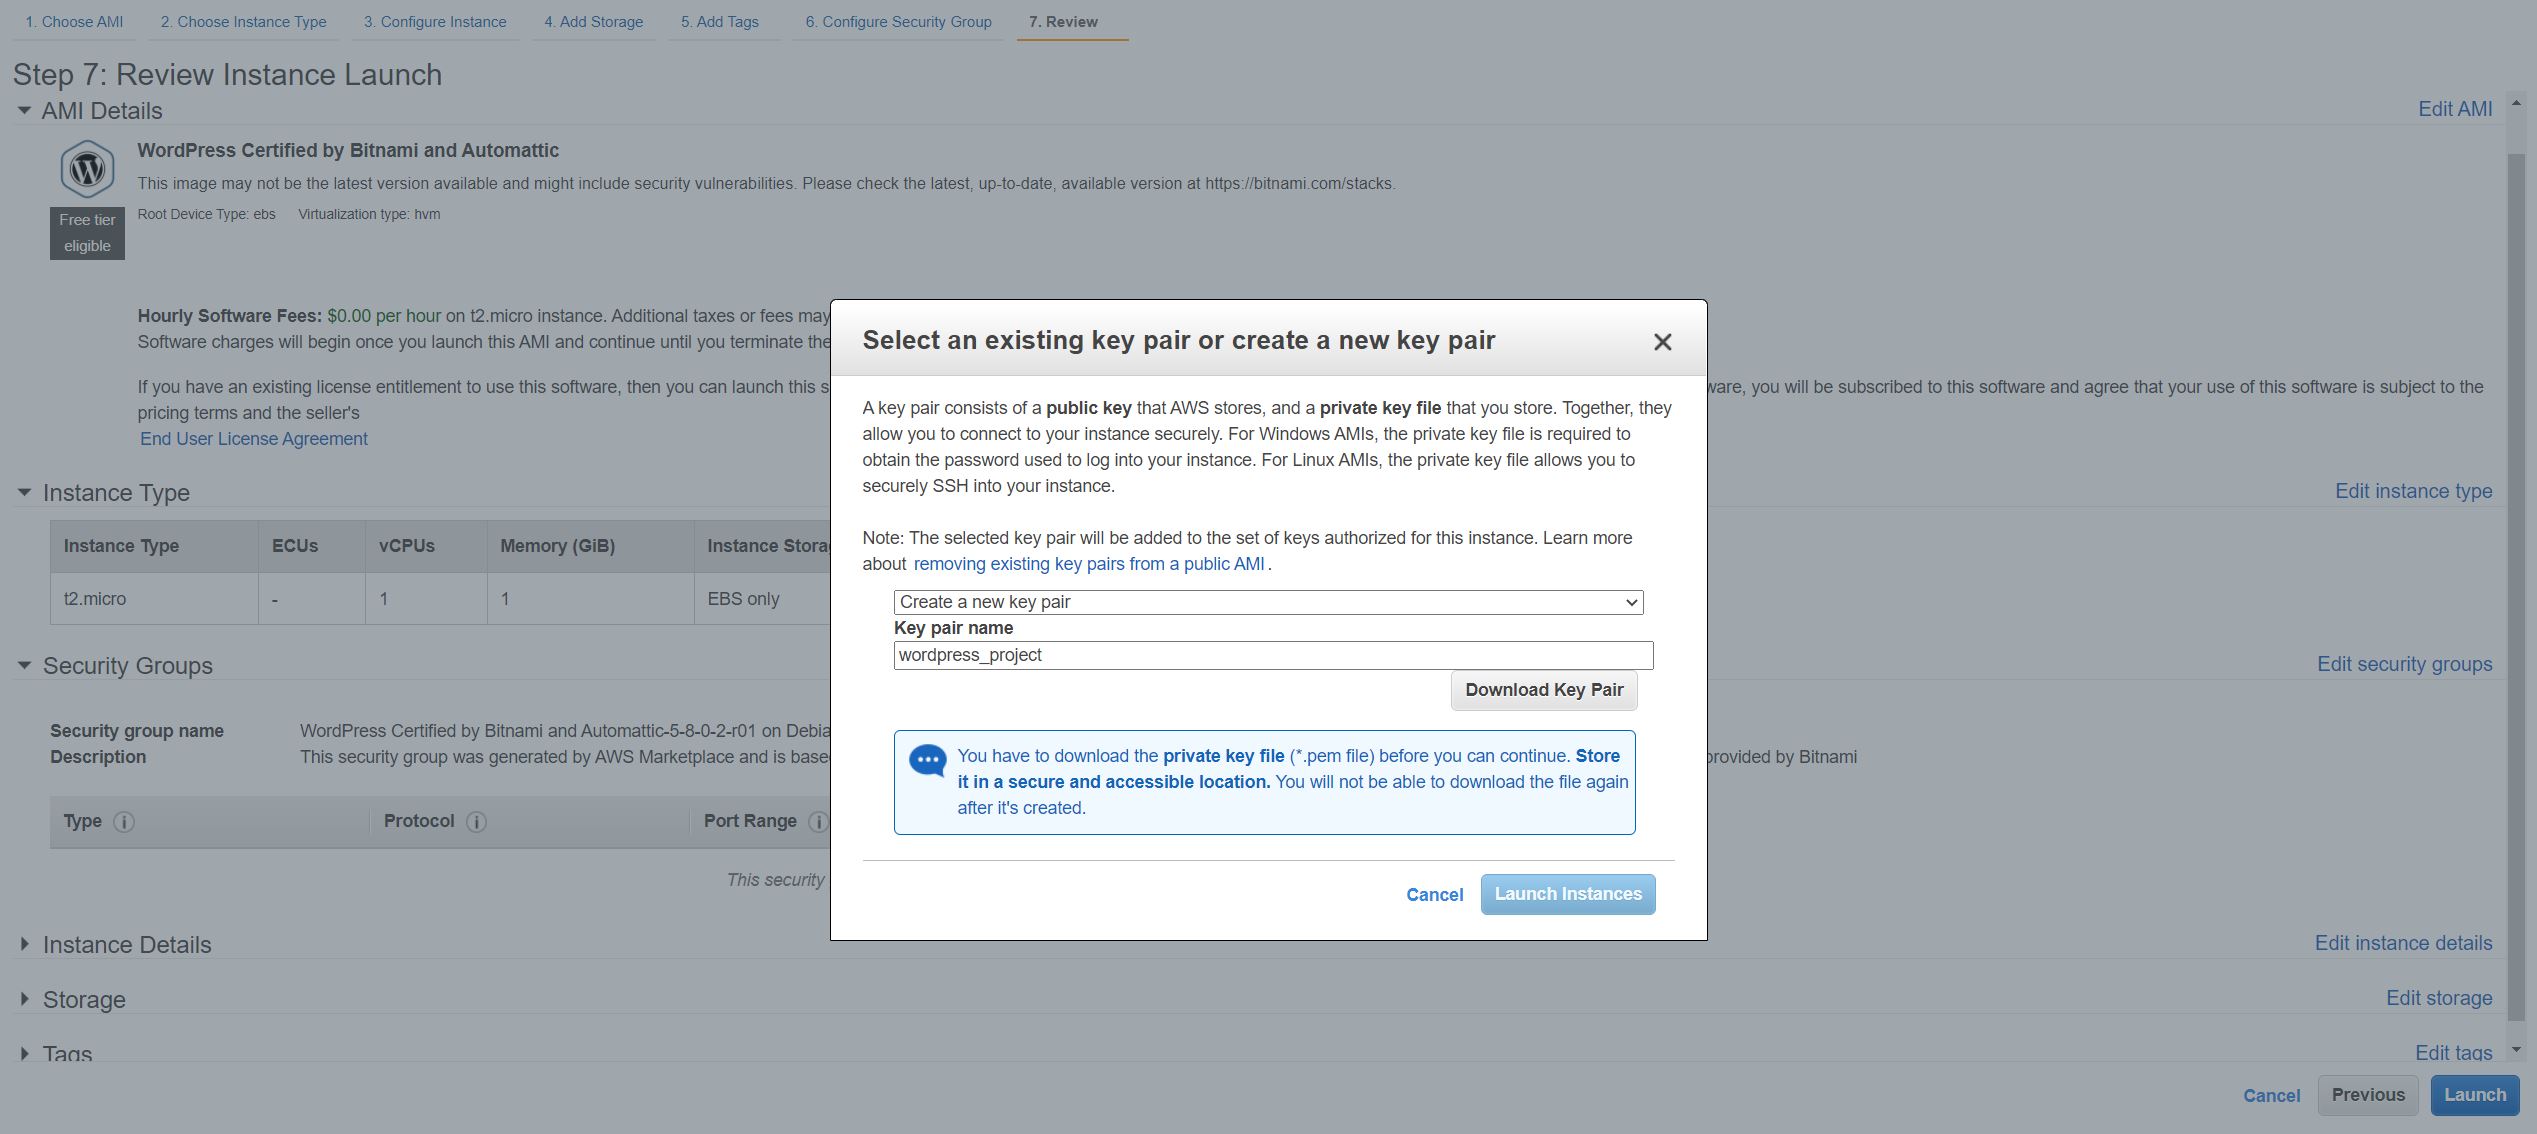 1. Choose AMI 2. Choose Instance Type 3. Configure Instance 4. Add Storage 5. Add Tags 6. Configure Security Group 7. Review
Step 7: Review Instance Launch
AMI Details Edit AMI
WordPress Certified by Bitnami and Automattic
This image may not be the latest version available and might include security vulnerabilities. Please check the latest, up-to-date, available version at https://bitnami.com/stacks.
Free tier
eligible
Root Device Type: ebs Virtualization type: hvm
Hourly Software Fees: $0.00 per hour on t2.micro instance. Additional taxes or fees may
Software charges will begin once you launch this AMI and continue until you terminate the
If you have an existing license entitlement to use this software, then you can launch this s
ware, you will be subscribed to this software and agree that your use of this software is subject to the
pricing terms and the seller's
End User License Agreement
Instance Type Edit instance type
Instance Type ECUs vCPUs Memory (GiB) Instance Stora
t2.micro - 1 1 EBS only
Security Groups Edit security groups
Security group name WordPress Certified by Bitnami and Automattic-5-8-0-2-r01 on Debia
Description This security group was generated by AWS Marketplace and is base
provided by Bitnami
Type i Protocol i Port Range i
This security
Instance Details Edit instance details
Storage Edit storage
Tags Edit tags
Cancel Previous Launch
Select an existing key pair or create a new key pair
A key pair consists of a public key that AWS stores, and a private key file that you store. Together, they
allow you to connect to your instance securely. For Windows AMIs, the private key file is required to
obtain the password used to log into your instance. For Linux AMIs, the private key file allows you to
securely SSH into your instance.
Note: The selected key pair will be added to the set of keys authorized for this instance. Learn more
about removing existing key pairs from a public AMI .
Create a new key pair
Key pair name
wordpress_project
Download Key Pair
You have to download the private key file (*.pem file) before you can continue. Store
it in a secure and accessible location. You will not be able to download the file again
after it's created.
Cancel Launch Instances